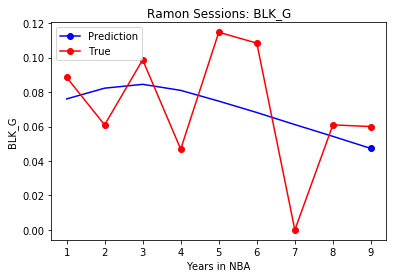 Ramon Sessions: BLK_G
Prediction
True
0.12
0.10
0.08
0.06
0.04
0.02
0.00
BLK_G
1 2 3 4 5 6 7 8 9
Years in NBA